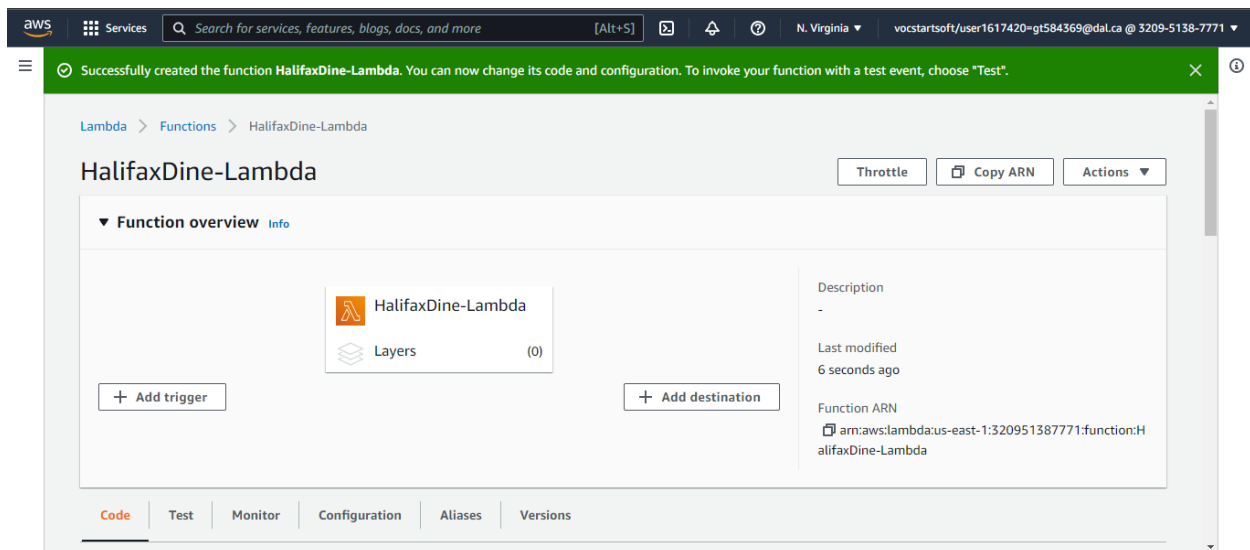 aws Services Search for services, features, blogs, docs, and more [Alt+S] N. Virginia ▼ vocstartsoft/user1617420=gt584369@dal.ca @ 3209-5138-7771 ▼
Successfully created the function HalifaxDine-Lambda. You can now change its code and configuration. To invoke your function with a test event, choose "Test".
Lambda > Functions > HalifaxDine-Lambda
HalifaxDine-Lambda
Throttle Copy ARN Actions ▼
▼ Function overview Info
HalifaxDine-Lambda
Layers (0)
+ Add trigger
+ Add destination
Description
-
Last modified
6 seconds ago
Function ARN
arn:aws:lambda:us-east-1:320951387771:function:H
alifaxDine-Lambda
Code Test Monitor Configuration Aliases Versions